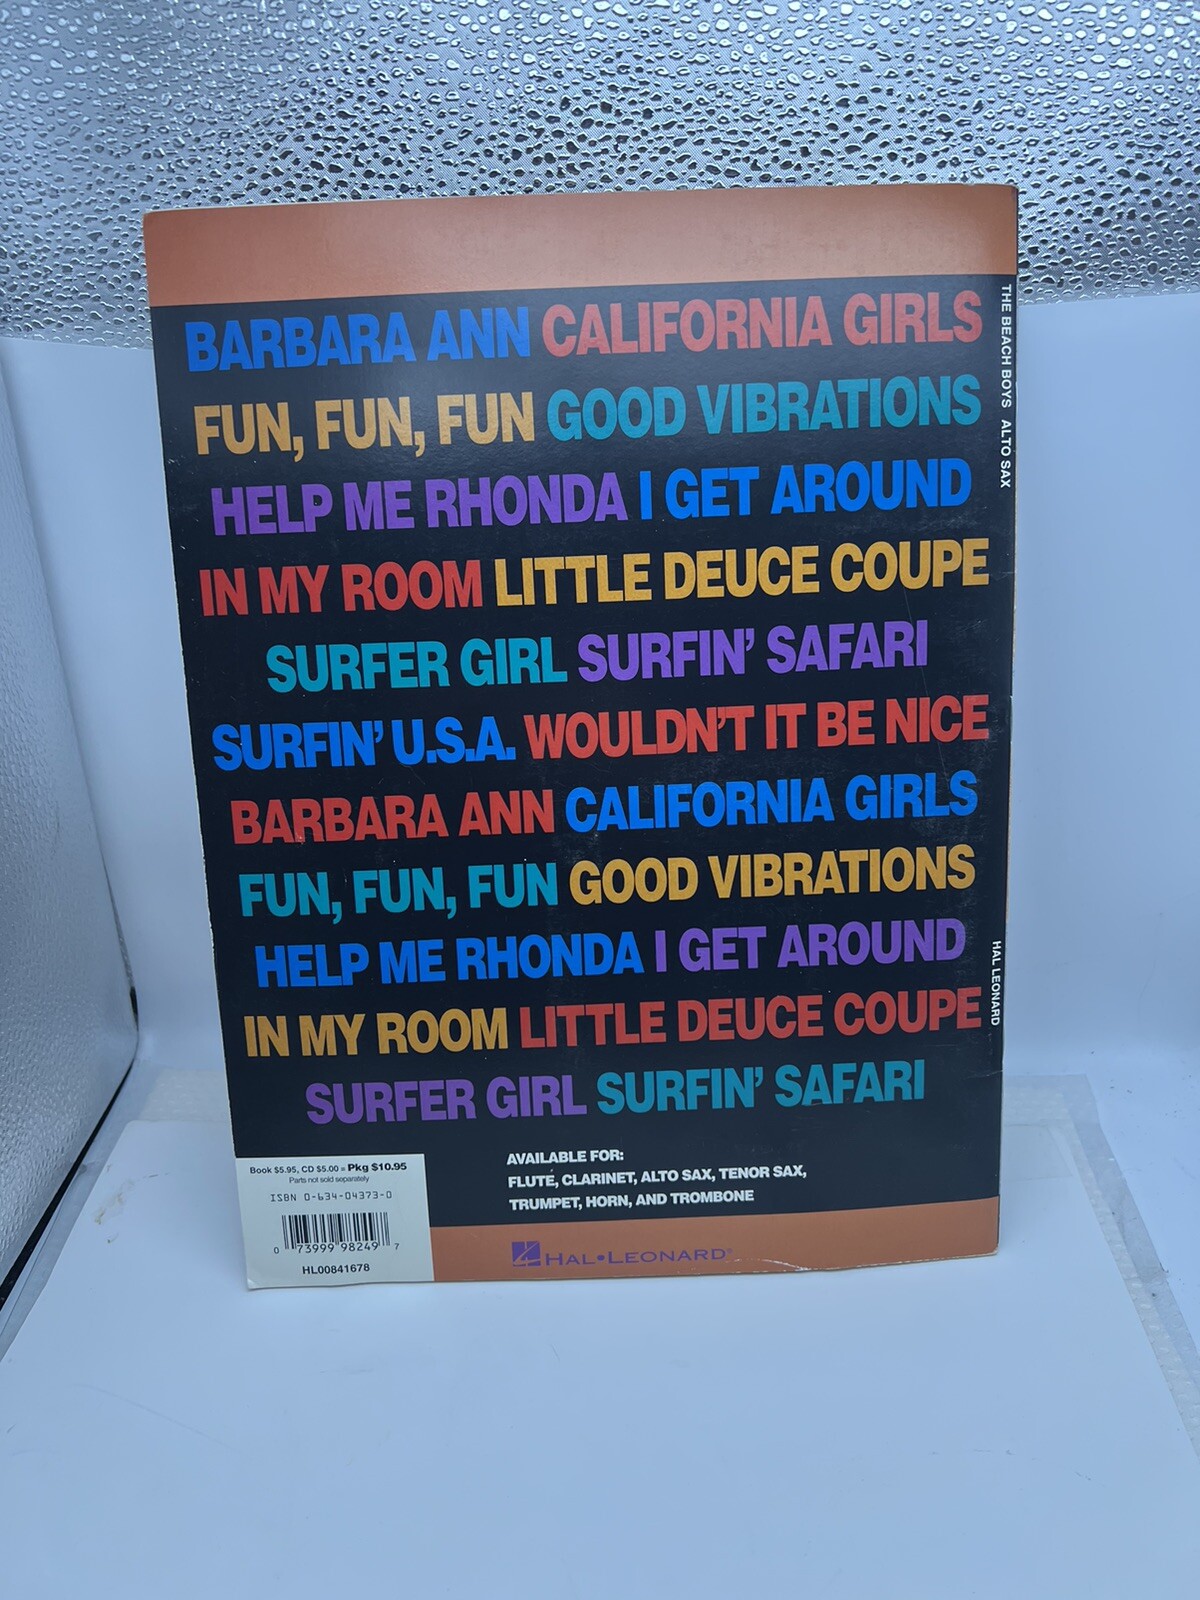 BARBARA ANN CALIFORNIA GIRLS
FUN, FUN, FUN GOOD VIBRATIONS
HELP ME RHONDA I GET AROUND
IN MY ROOM LITTLE DEUCE COUPE
SURFER GIRL SURFIN' SAFARI
SURFIN' U.S.A. WOULDN'T IT BE NICE
BARBARA ANN CALIFORNIA GIRLS
FUN, FUN, FUN GOOD VIBRATIONS
HELP ME RHONDA I GET AROUND
IN MY ROOM LITTLE DEUCE COUPE
SURFER GIRL SURFIN' SAFARI
THE BEACH BOYS ALTO SAX
HAL LEONARD
Book $5.95, CD $5.00 = Pkg $10.95
Parts not sold separately
ISBN 0-634-04373-0
0 73999 98249 7
HL00841678
AVAILABLE FOR:
FLUTE, CLARINET, ALTO SAX, TENOR SAX,
TRUMPET, HORN, AND TROMBONE
HAL•LEONARD®